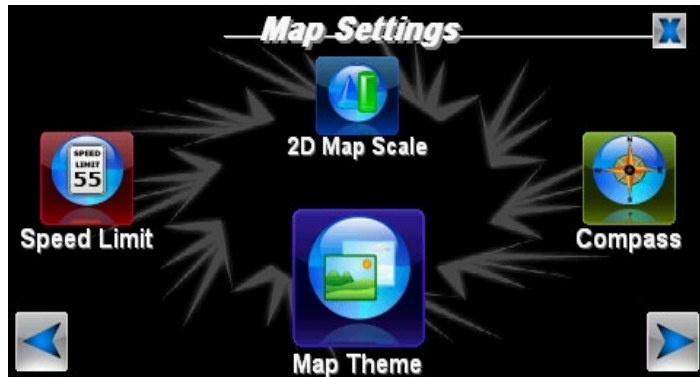 Map Settings
X
2D Map Scale
SPEED
LIMIT
55
Speed Limit
Compass
Map Theme